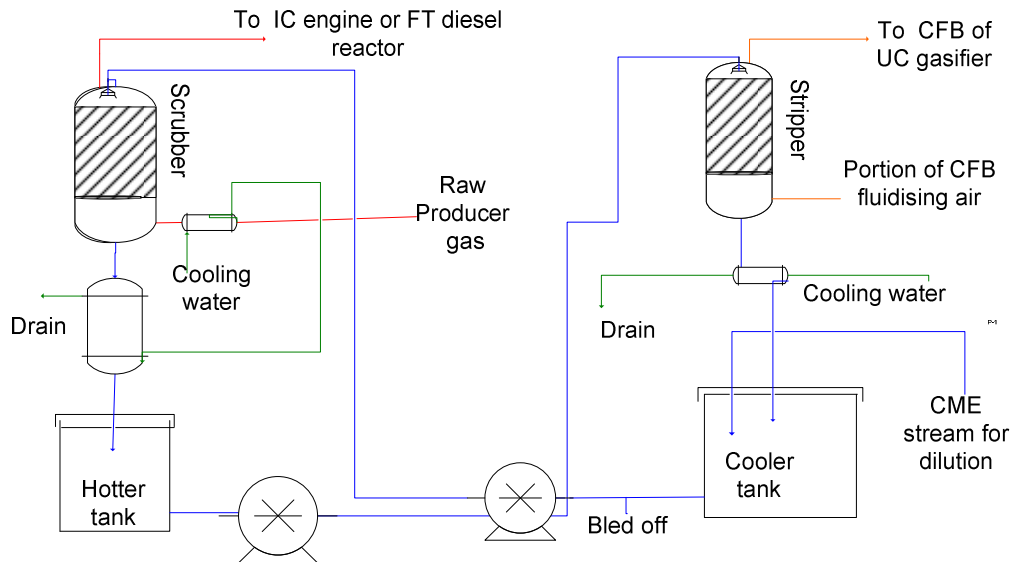 To IC engine or FT diesel
reactor
To CFB of
UC gasifier
Scrubber
Stripper
Raw
Producer
gas
Portion of CFB
fluidising air
Cooling
water
Drain
Cooling water
Drain
CME
stream for
dilution
Hotter
tank
Cooler
tank
Bled off